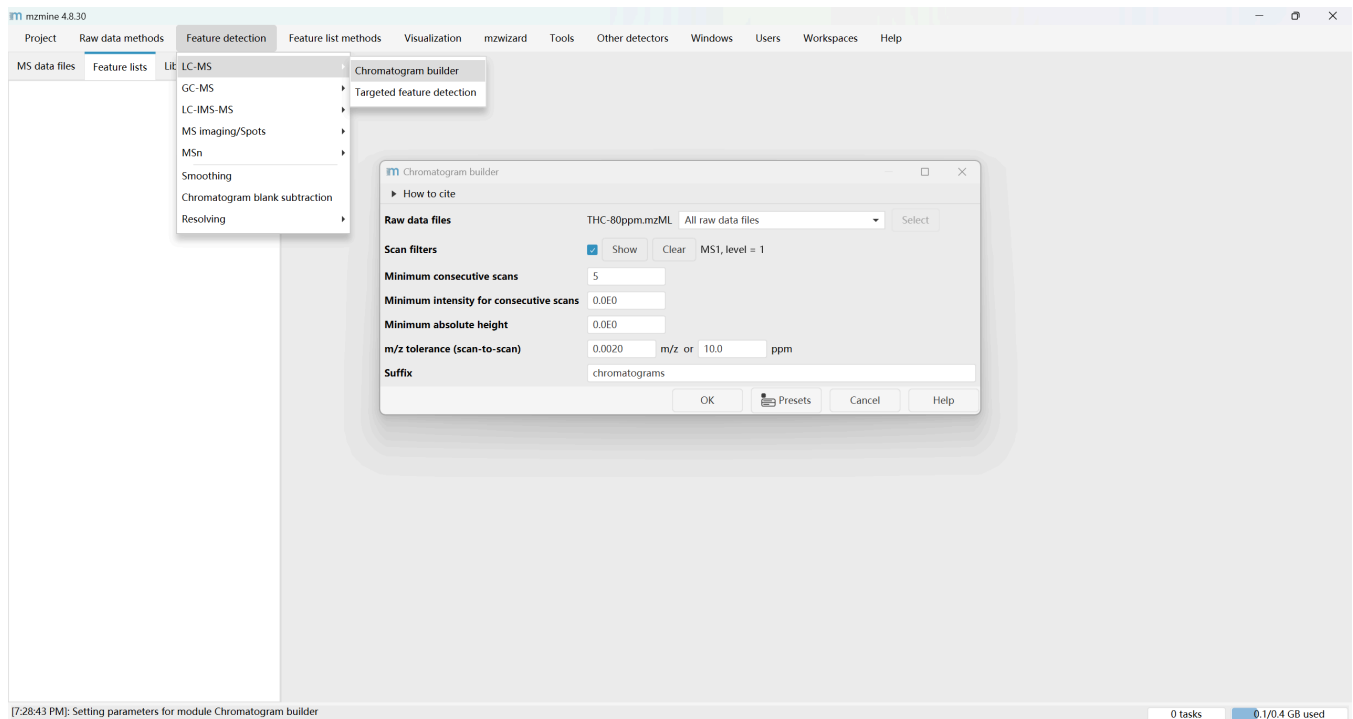 mzmine 4.8.30
Project Raw data methods Feature detection Feature list methods Visualization mzwizard Tools Other detectors Windows Users Workspaces Help
MS data files Feature lists Lib
LC-MS
GC-MS
LC-IMS-MS
MS imaging/Spots
MSn
Smoothing
Chromatogram blank subtraction
Resolving
Chromatogram builder
Targeted feature detection
Chromatogram builder
How to cite
Raw data files THC-80ppm.mzML All raw data files Select
Scan filters Show Clear MS1, level = 1
Minimum consecutive scans 5
Minimum intensity for consecutive scans 0.0E0
Minimum absolute height 0.0E0
m/z tolerance (scan-to-scan) 0.0020 m/z or 10.0 ppm
Suffix chromatograms
OK Presets Cancel Help
[7:28:43 PM]: Setting parameters for module Chromatogram builder 0 tasks 0.1/0.4 GB used